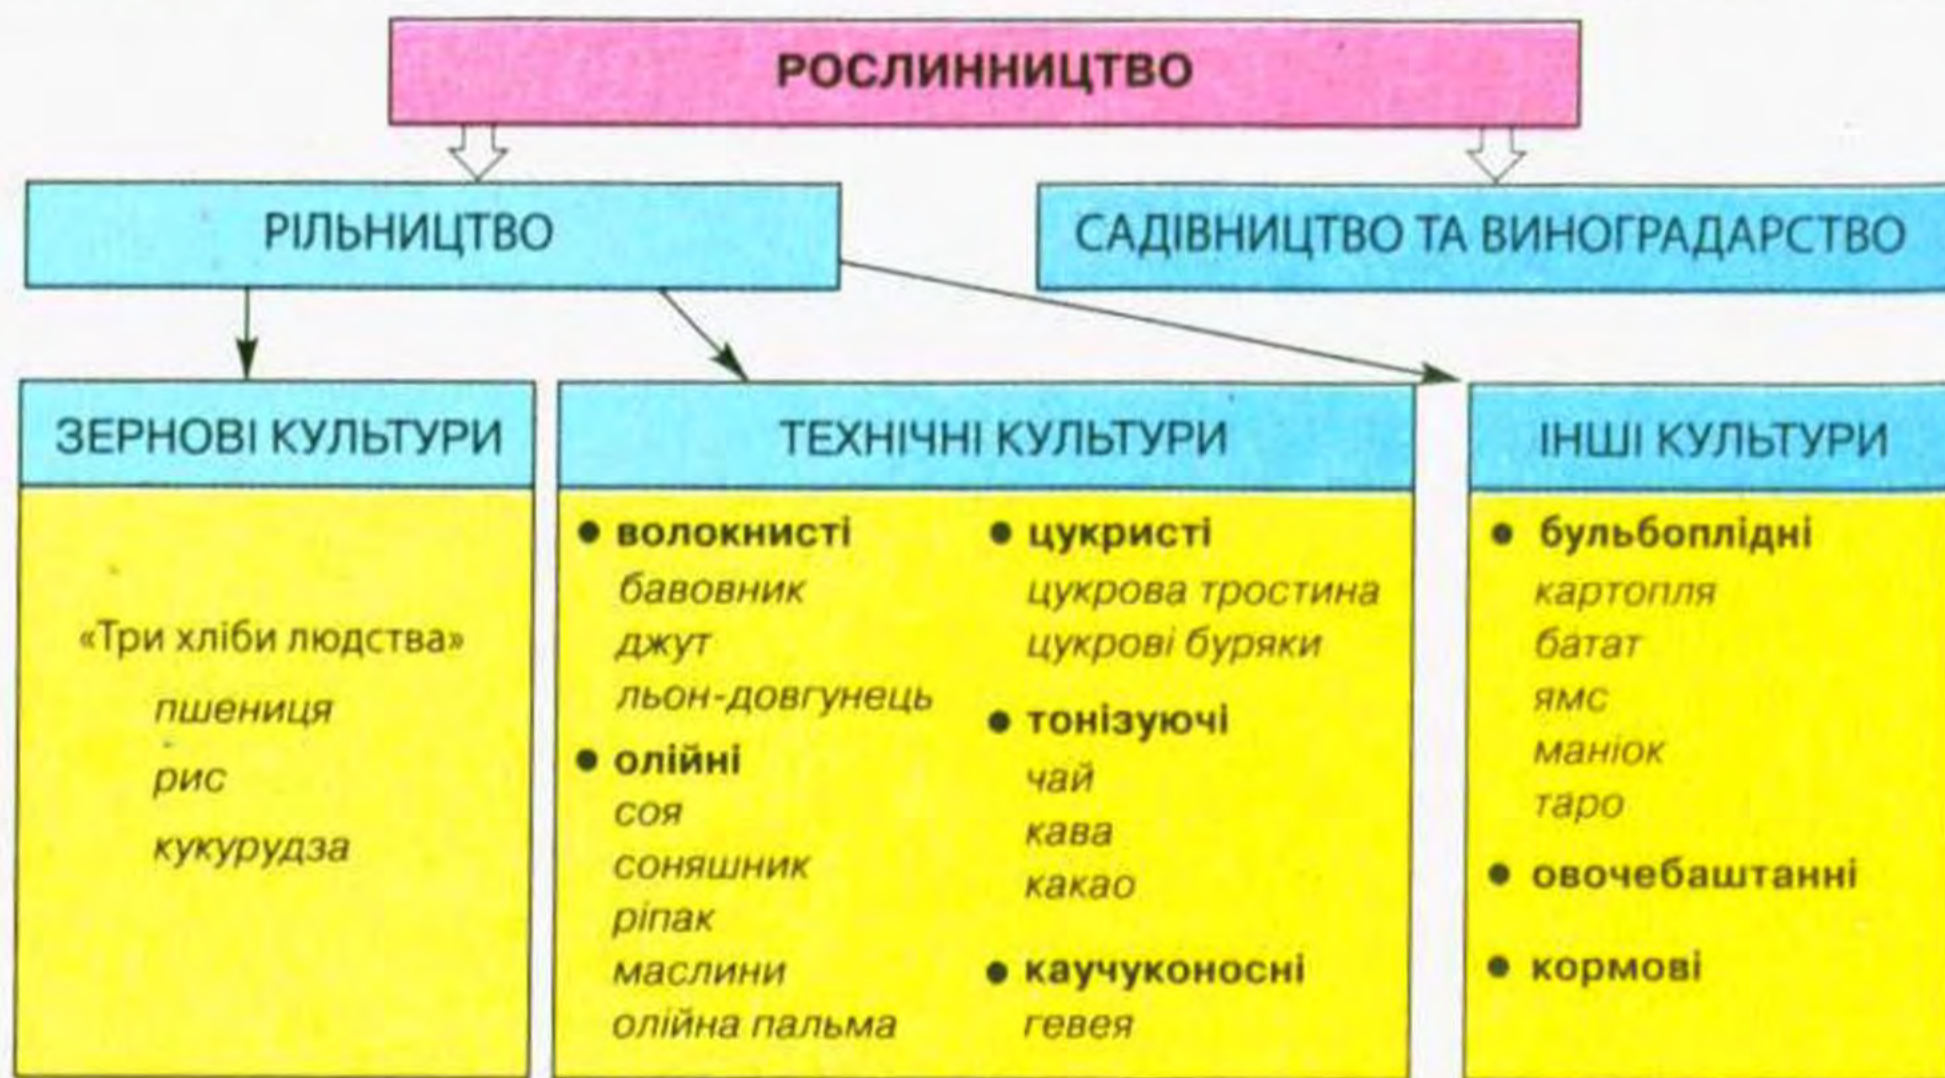 РОСЛИННИЦТВО
РІЛЬНИЦТВО
САДІВНИЦТВО ТА ВИНОГРАДАРСТВО
ЗЕРНОВІ КУЛЬТУРИ
«Три хліби людства»
пшениця
рис
кукурудза
ТЕХНІЧНІ КУЛЬТУРИ
● волокнисті
бавовник
джут
льон-довгунець
● олійні
соя
соняшник
ріпак
маслини
олійна пальма
● цукристі
цукрова тростина
цукрові буряки
● тонізуючі
чай
кава
какао
● каучуконосні
гевея
ІНШІ КУЛЬТУРИ
● бульбоплідні
картопля
батат
ямс
маніок
таро
● овочебаштанні
● кормові